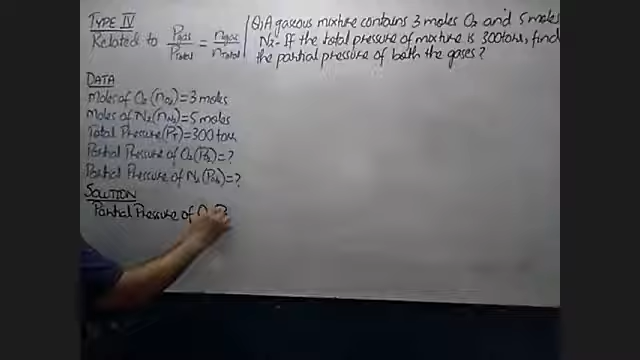 TYPE IV
Related to Pgas/Ptotal = ngas/ntotal
Q: A gaseous mixture contains 3 moles O₂ and 5 moles
N₂. If the total pressure of mixture is 300torr, find
the partial pressure of both the gases?
DATA
Moles of O₂ (nO₂) = 3 moles
Moles of N₂ (nN₂) = 5 moles
Total Pressure (PT) = 300 torr
Partial Pressure of O₂ (PO₂) = ?
Partial Pressure of N₂ (PN₂) = ?
SOLUTION
Partial Pressure of